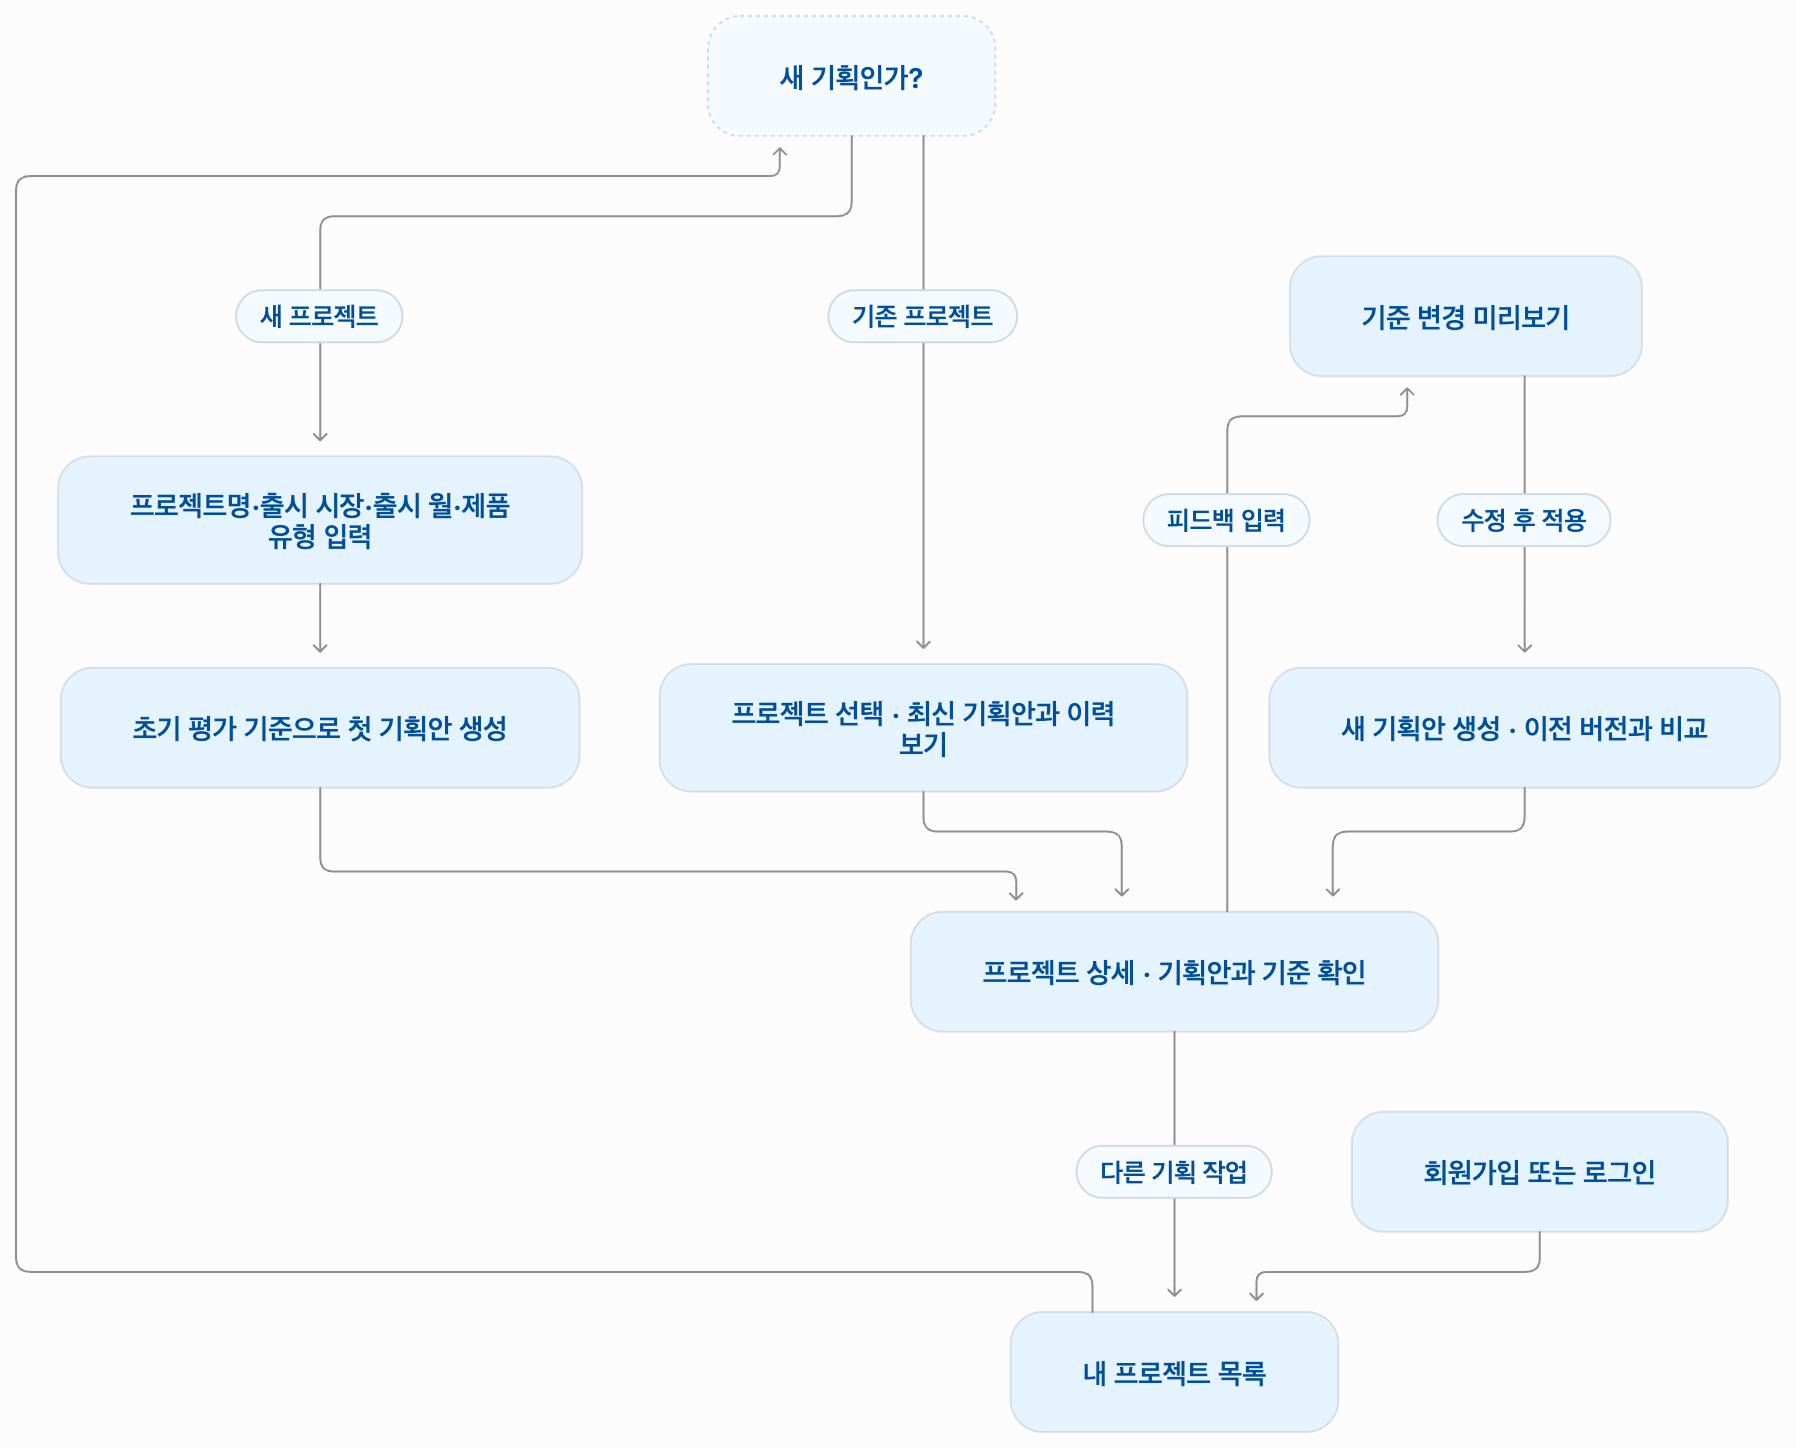 새 기획인가?
새 프로젝트
기존 프로젝트
기준 변경 미리보기
프로젝트명·출시 시장·출시 월·제품
유형 입력
피드백 입력
수정 후 적용
초기 평가 기준으로 첫 기획안 생성
프로젝트 선택 · 최신 기획안과 이력
보기
새 기획안 생성 · 이전 버전과 비교
프로젝트 상세 · 기획안과 기준 확인
다른 기획 작업
회원가입 또는 로그인
내 프로젝트 목록